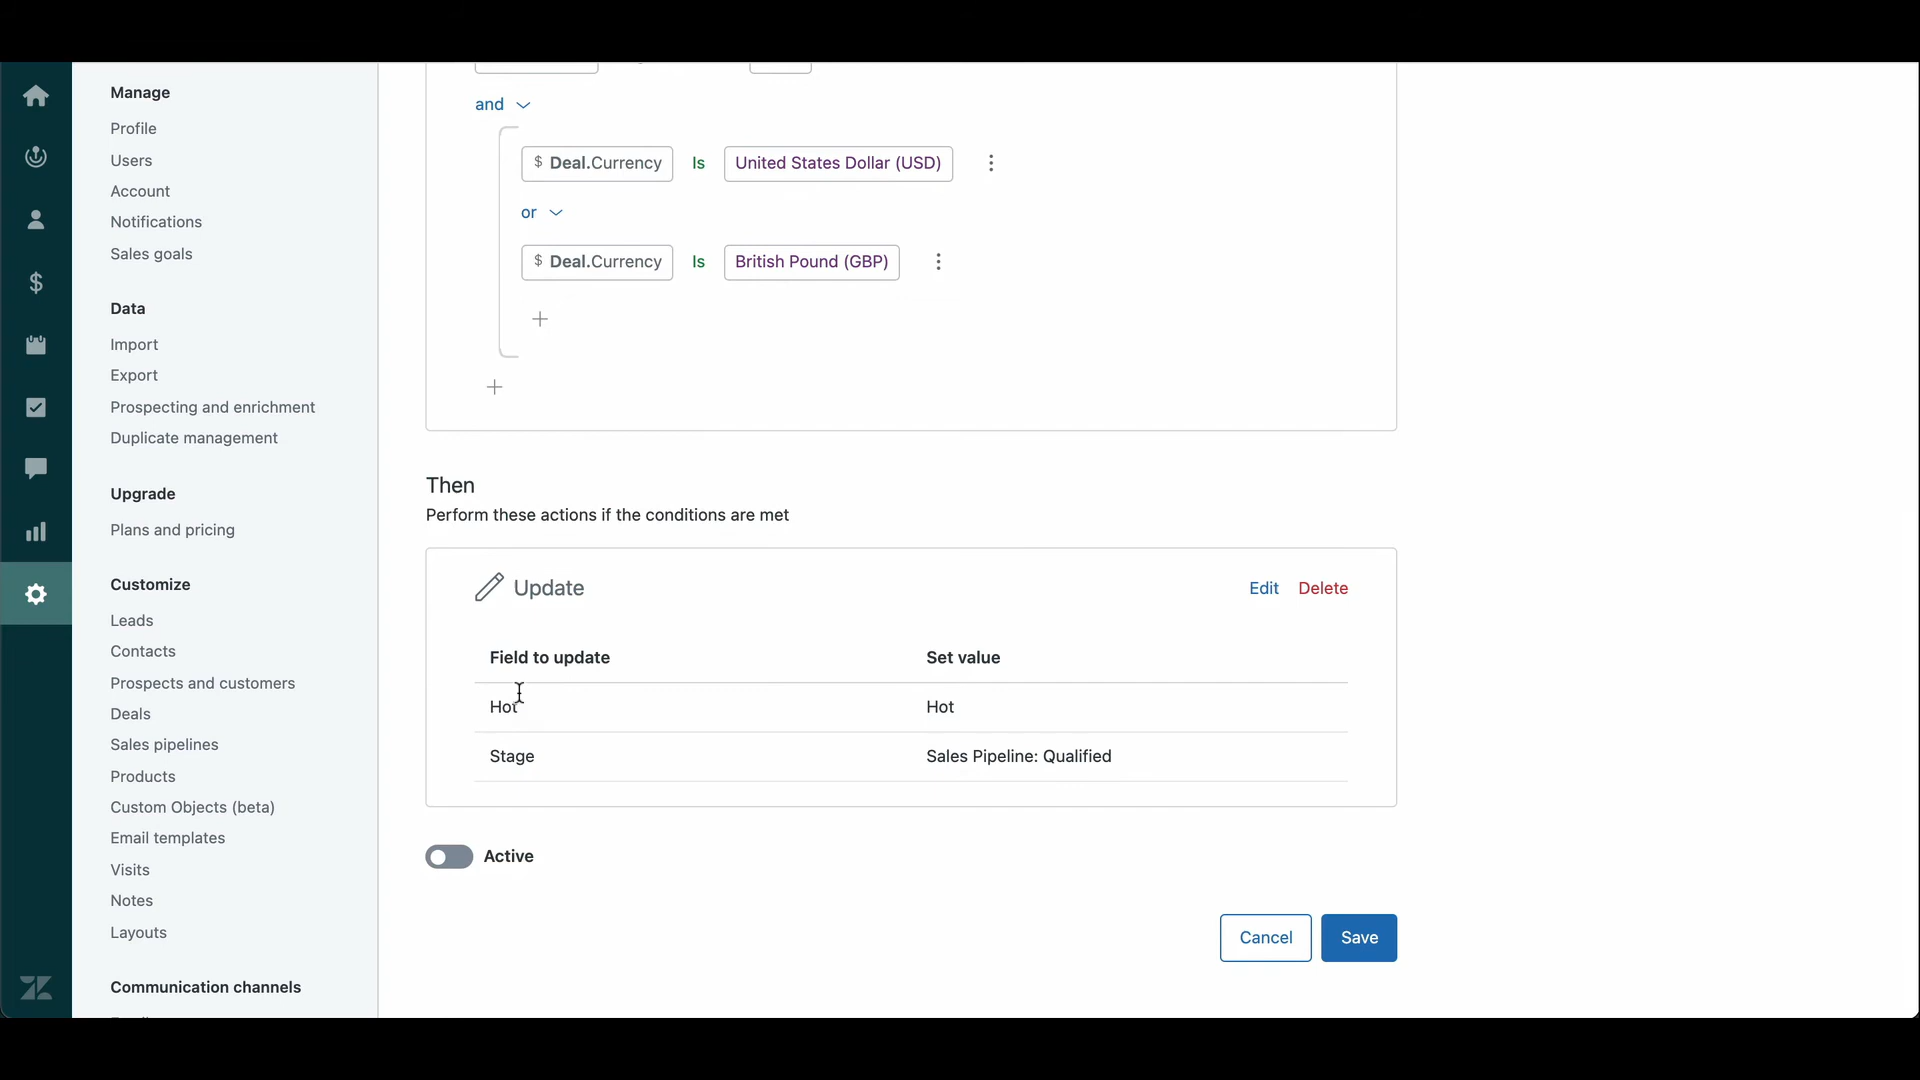 Manage
Profile
Users
Account
Notifications
Sales goals
Data
Import
Export
Prospecting and enrichment
Duplicate management
Upgrade
Plans and pricing
Customize
Leads
Contacts
Prospects and customers
Deals
Sales pipelines
Products
Custom Objects (beta)
Email templates
Visits
Notes
Layouts
Communication channels
and
$ Deal.Currency Is United States Dollar (USD)
or
$ Deal.Currency Is British Pound (GBP)
Then
Perform these actions if the conditions are met
Update Edit Delete
Field to update Set value
Hot Hot
Stage Sales Pipeline: Qualified
Active
Cancel Save